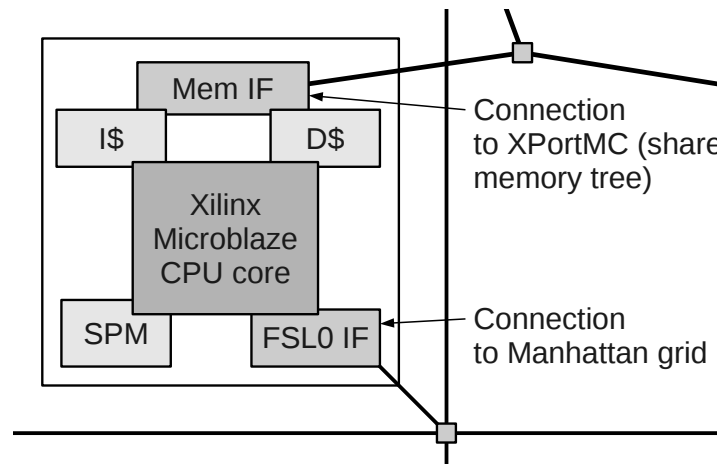 Mem IF
I$
D$
Xilinx
Microblaze
CPU core
SPM
FSL0 IF
Connection
to XPortMC (share
memory tree)
Connection
to Manhattan grid